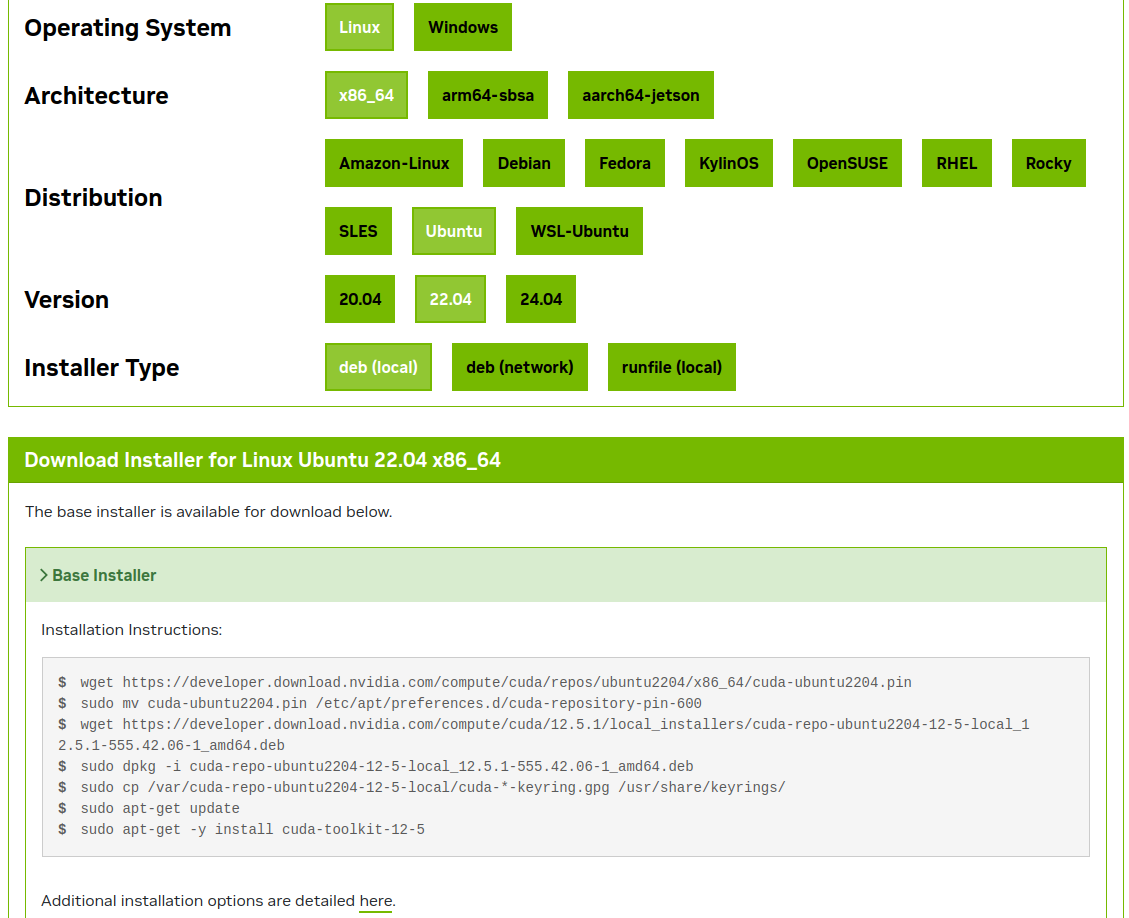 Operating System
Linux Windows
Architecture
x86_64 arm64-sbsa aarch64-jetson
Distribution
Amazon-Linux Debian Fedora KylinOS OpenSUSE RHEL Rocky
SLES Ubuntu WSL-Ubuntu
Version
20.04 22.04 24.04
Installer Type
deb (local) deb (network) runfile (local)
Download Installer for Linux Ubuntu 22.04 x86_64
The base installer is available for download below.
> Base Installer
Installation Instructions:
$ wget https://developer.download.nvidia.com/compute/cuda/repos/ubuntu2204/x86_64/cuda-ubuntu2204.pin
$ sudo mv cuda-ubuntu2204.pin /etc/apt/preferences.d/cuda-repository-pin-600
$ wget https://developer.download.nvidia.com/compute/cuda/12.5.1/local_installers/cuda-repo-ubuntu2204-12-5-local_1
2.5.1-555.42.06-1_amd64.deb
$ sudo dpkg -i cuda-repo-ubuntu2204-12-5-local_12.5.1-555.42.06-1_amd64.deb
$ sudo cp /var/cuda-repo-ubuntu2204-12-5-local/cuda-*-keyring.gpg /usr/share/keyrings/
$ sudo apt-get update
$ sudo apt-get -y install cuda-toolkit-12-5
Additional installation options are detailed here.